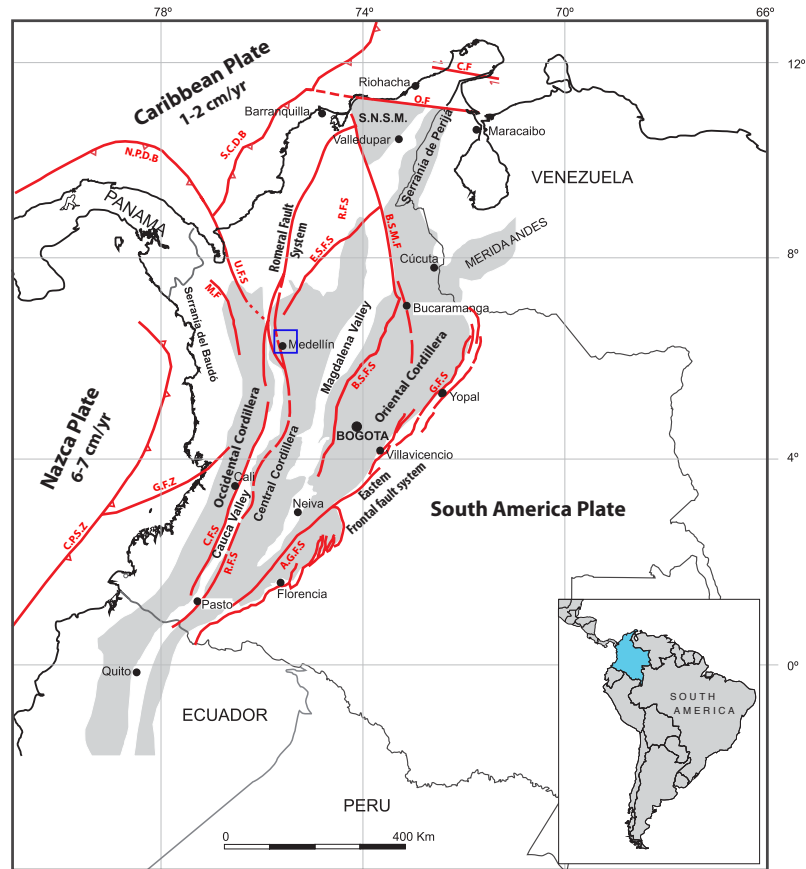 78º 74º 70º 66º
12º
8º
4º
0º
Caribbean Plate
1-2 cm/yr
C.F
Riohacha
O.F
Barranquilla
S.N.S.M.
S.C.D.B
Valledupar
Maracaibo
N.P.D.B
Serranía de Perija
VENEZUELA
PANAMA
R.F.S
Romeral Fault
System
E.S.F.S
B.S.M.F
MERIDA ANDES
Cúcuta
U.F.S
M.F
Serranía del Baudó
Bucaramanga
Magdalena Valley
Medellín
B.S.F.S
Oriental Cordillera
G.F.S
Yopal
Nazca Plate
6-7 cm/yr
Occidental Cordillera
BOGOTA
Villavicencio
G.F.Z
Cali
Central Cordillera
Eastern
Frontal fault system
Neiva
South America Plate
C.F.S
Cauca Valley
C.P.S.Z
R.F.S
A.G.F.S
Florencia
Pasto
Quito
ECUADOR
SOUTH
AMERICA
PERU
0 400 Km